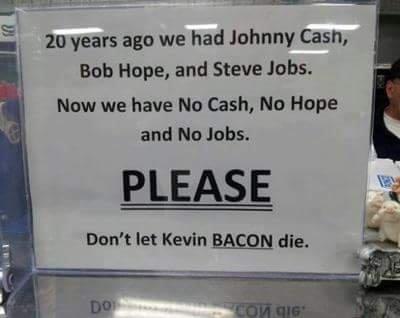 20 years ago we had Johnny Cash,
Bob Hope, and Steve Jobs.
Now we have No Cash, No Hope
and No Jobs.
PLEASE
Don't let Kevin BACON die.